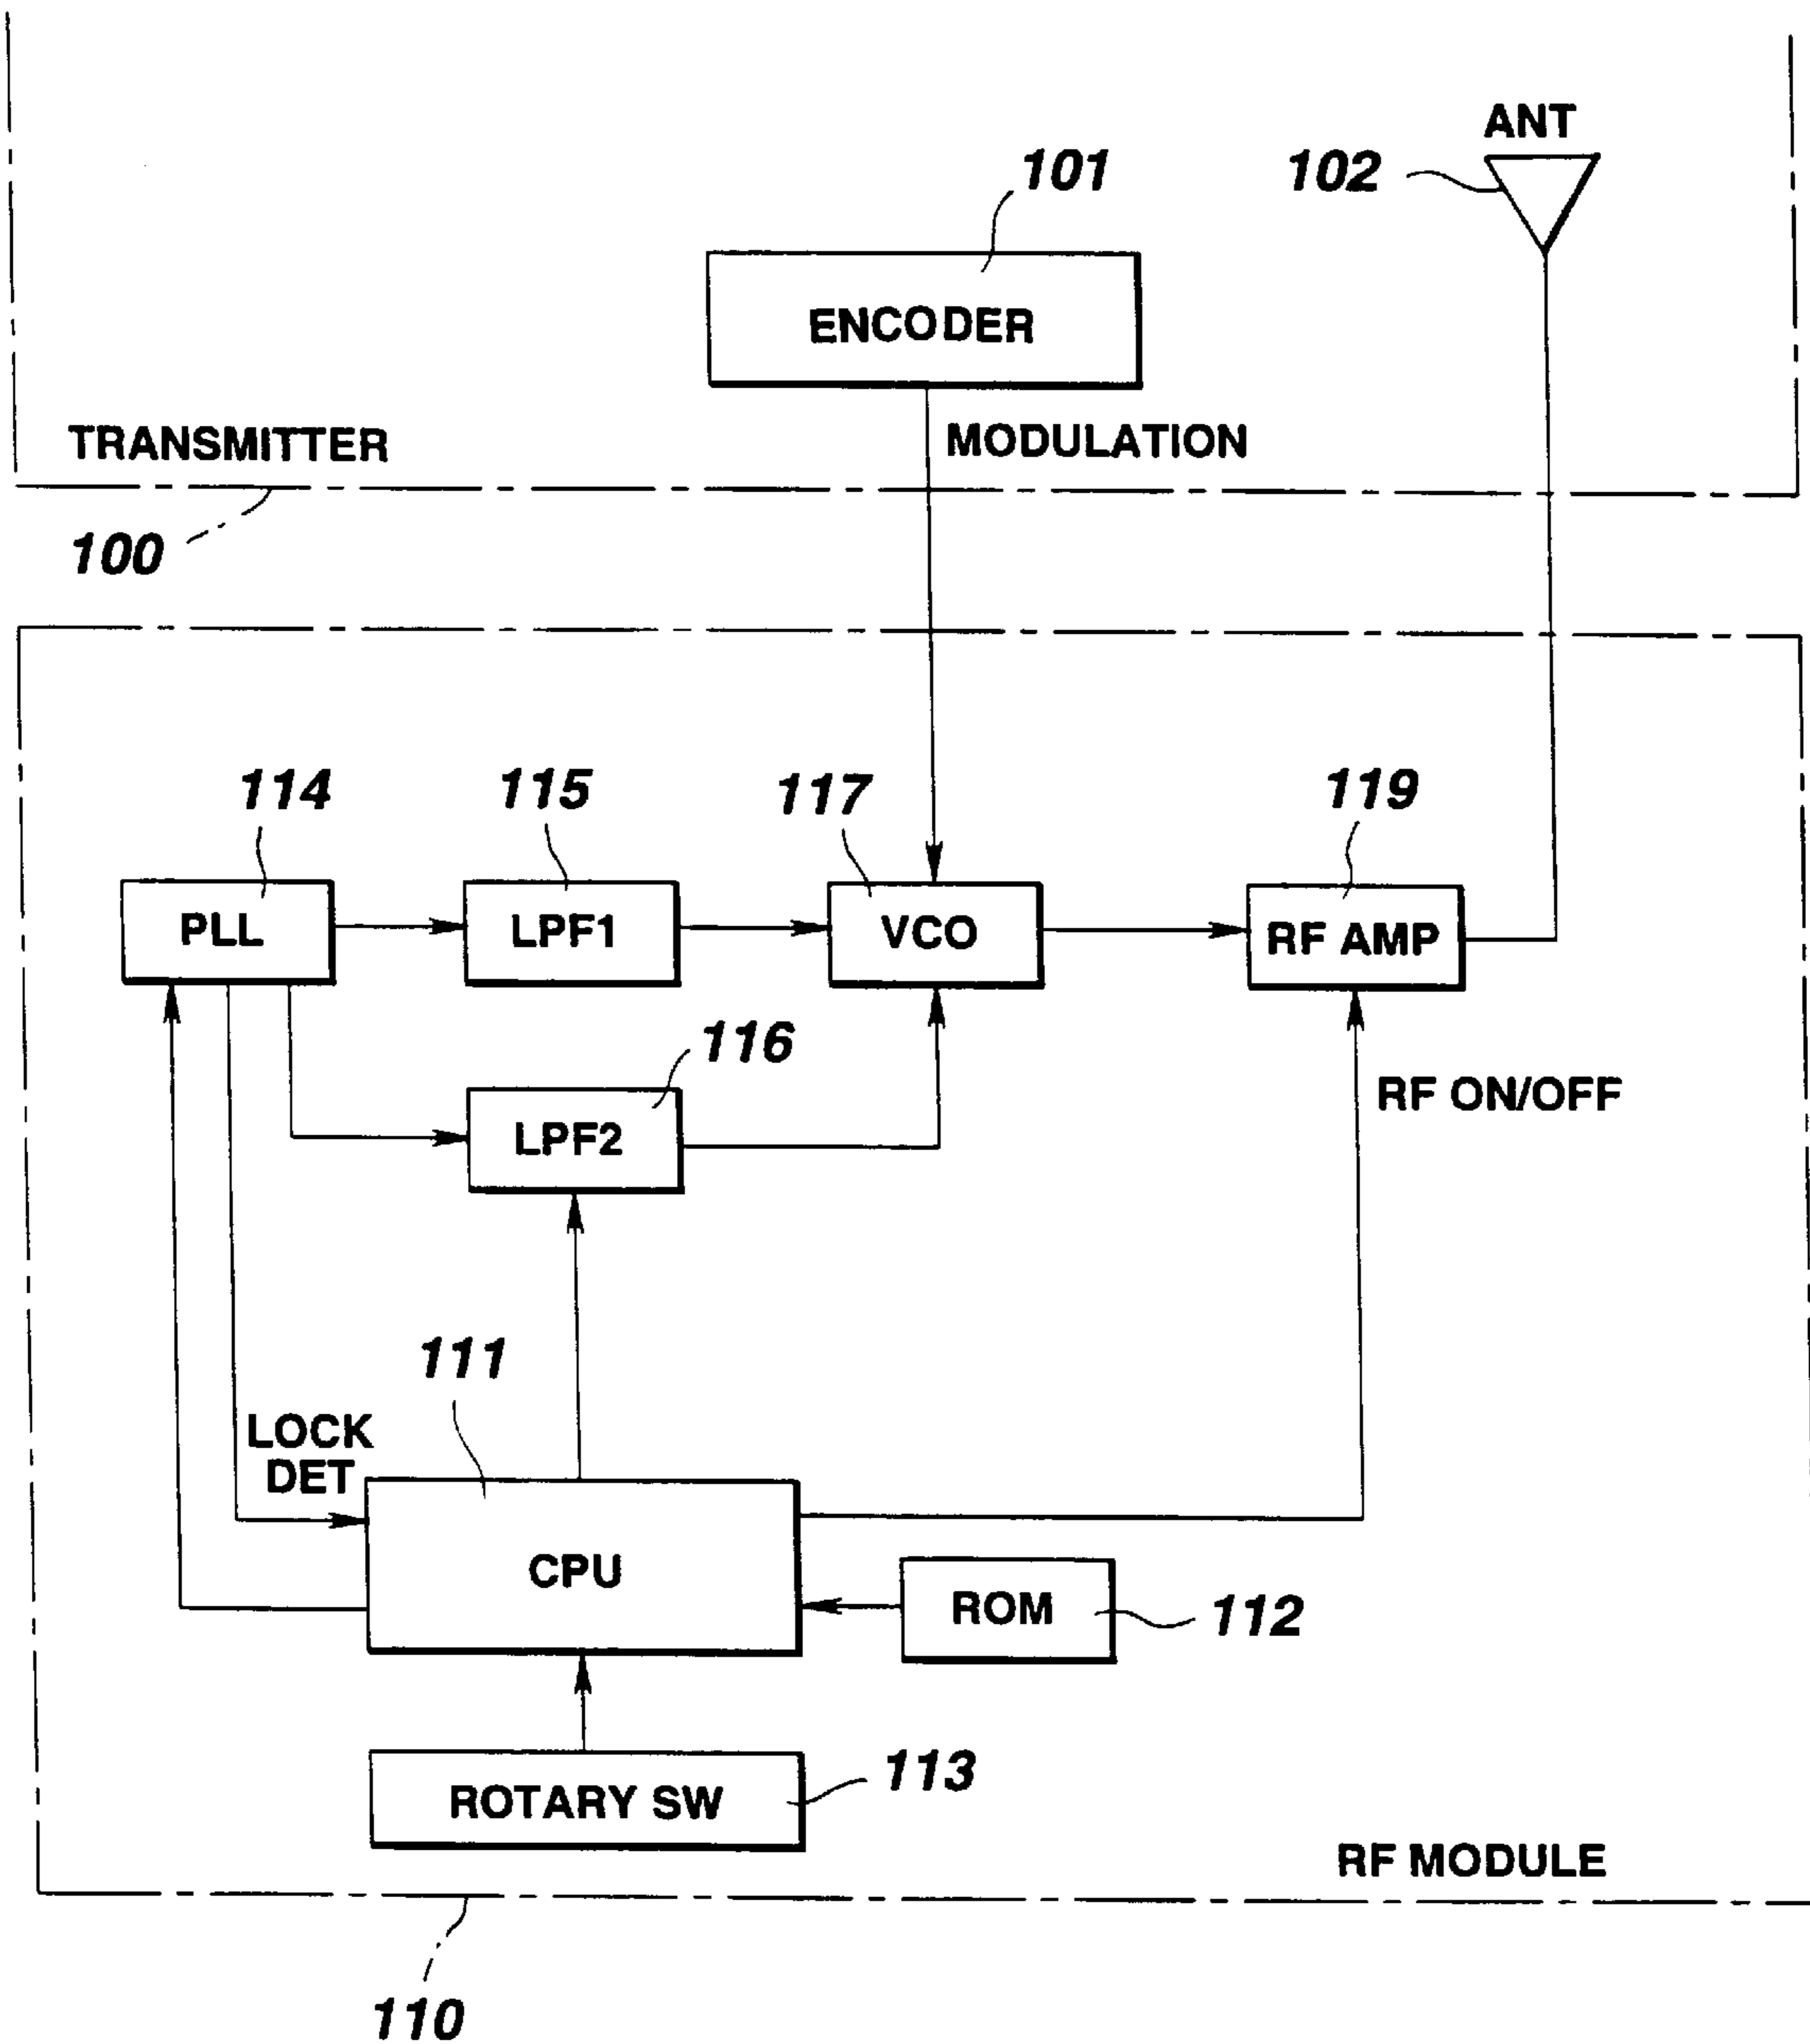 ANT
101
102
ENCODER
TRANSMITTER
MODULATION
100
114
115
117
119
PLL
LPF1
VCO
RF AMP
116
RF ON/OFF
LPF2
111
LOCK
DET
CPU
ROM
112
113
ROTARY SW
RF MODULE
110